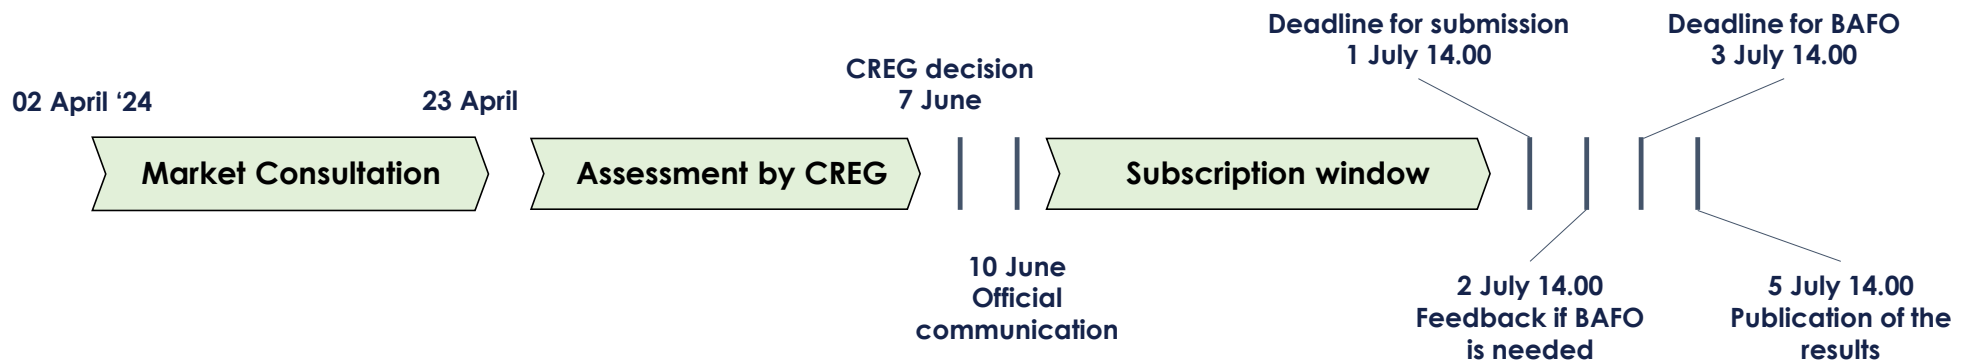 02 April ‘24
Market Consultation
23 April
Assessment by CREG
CREG decision
7 June
10 June
Official
communication
Subscription window
Deadline for submission
1 July 14.00
2 July 14.00
Feedback if BAFO
is needed
Deadline for BAFO
3 July 14.00
5 July 14.00
Publication of the
results